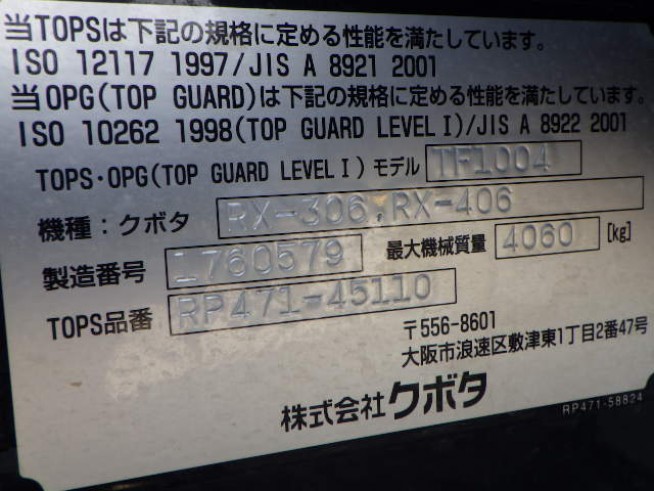 当TOPSは下記の規格に定める性能を満たしています。
ISO 12117 1997/JIS A 8921 2001
当OPG(TOP GUARD)は下記の規格に定める性能を満たしています。
ISO 10262 1998(TOP GUARD LEVEL I)/JIS A 8922 2001
TOPS・OPG(TOP GUARD LEVEL I) モデル TF1004
機種：クボタ RX-306,RX-406
製造番号 1760579 最大機械質量 4060 [kg]
TOPS品番 RP471-45110
〒556-8601
大阪市浪速区敷津東1丁目2番47号
株式会社クボタ
RP471-58824